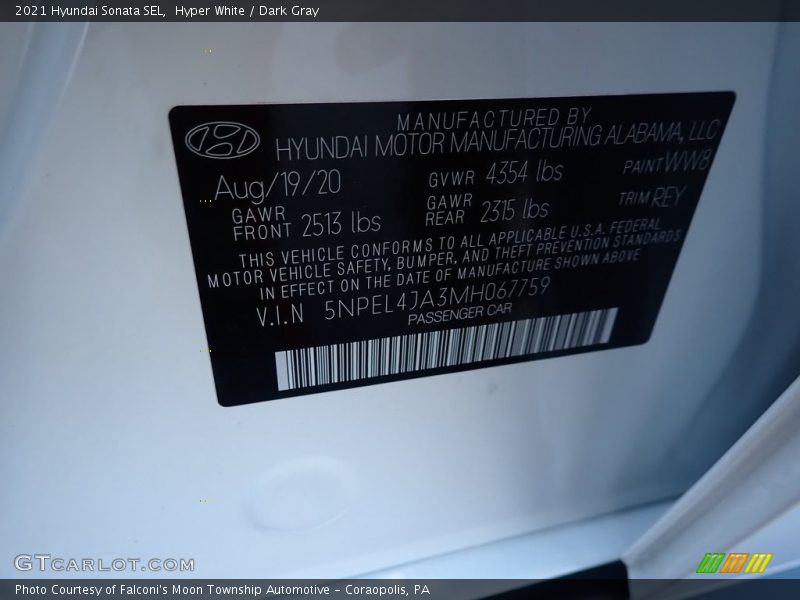 2021 Hyundai Sonata SEL, Hyper White / Dark Gray
MANUFACTURED BY
HYUNDAI MOTOR MANUFACTURING ALABAMA, LLC
Aug/19/20 GVWR 4354 lbs PAINT WW8
GAWR FRONT 2513 lbs GAWR REAR 2315 lbs TRIM REY
THIS VEHICLE CONFORMS TO ALL APPLICABLE U.S.A. FEDERAL
MOTOR VEHICLE SAFETY, BUMPER, AND THEFT PREVENTION STANDARDS
IN EFFECT ON THE DATE OF MANUFACTURE SHOWN ABOVE
V.I.N 5NPEL4JA3MH067759
PASSENGER CAR
GTCARLOT.COM
Photo Courtesy of Falconi's Moon Township Automotive - Coraopolis, PA